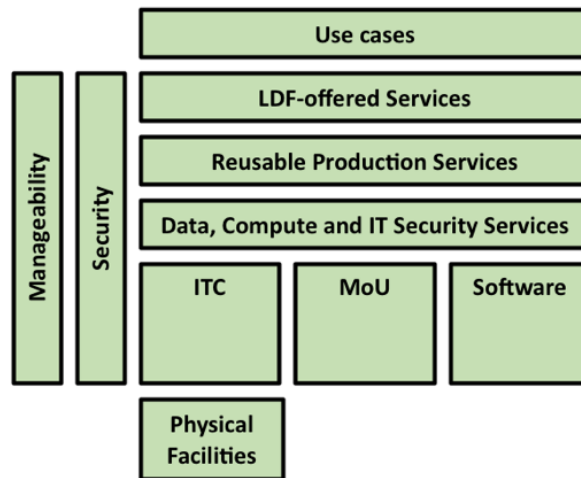 Use cases
LDF-offered Services
Reusable Production Services
Data, Compute and IT Security Services
Manageability
Security
ITC
MoU
Software
Physical
Facilities